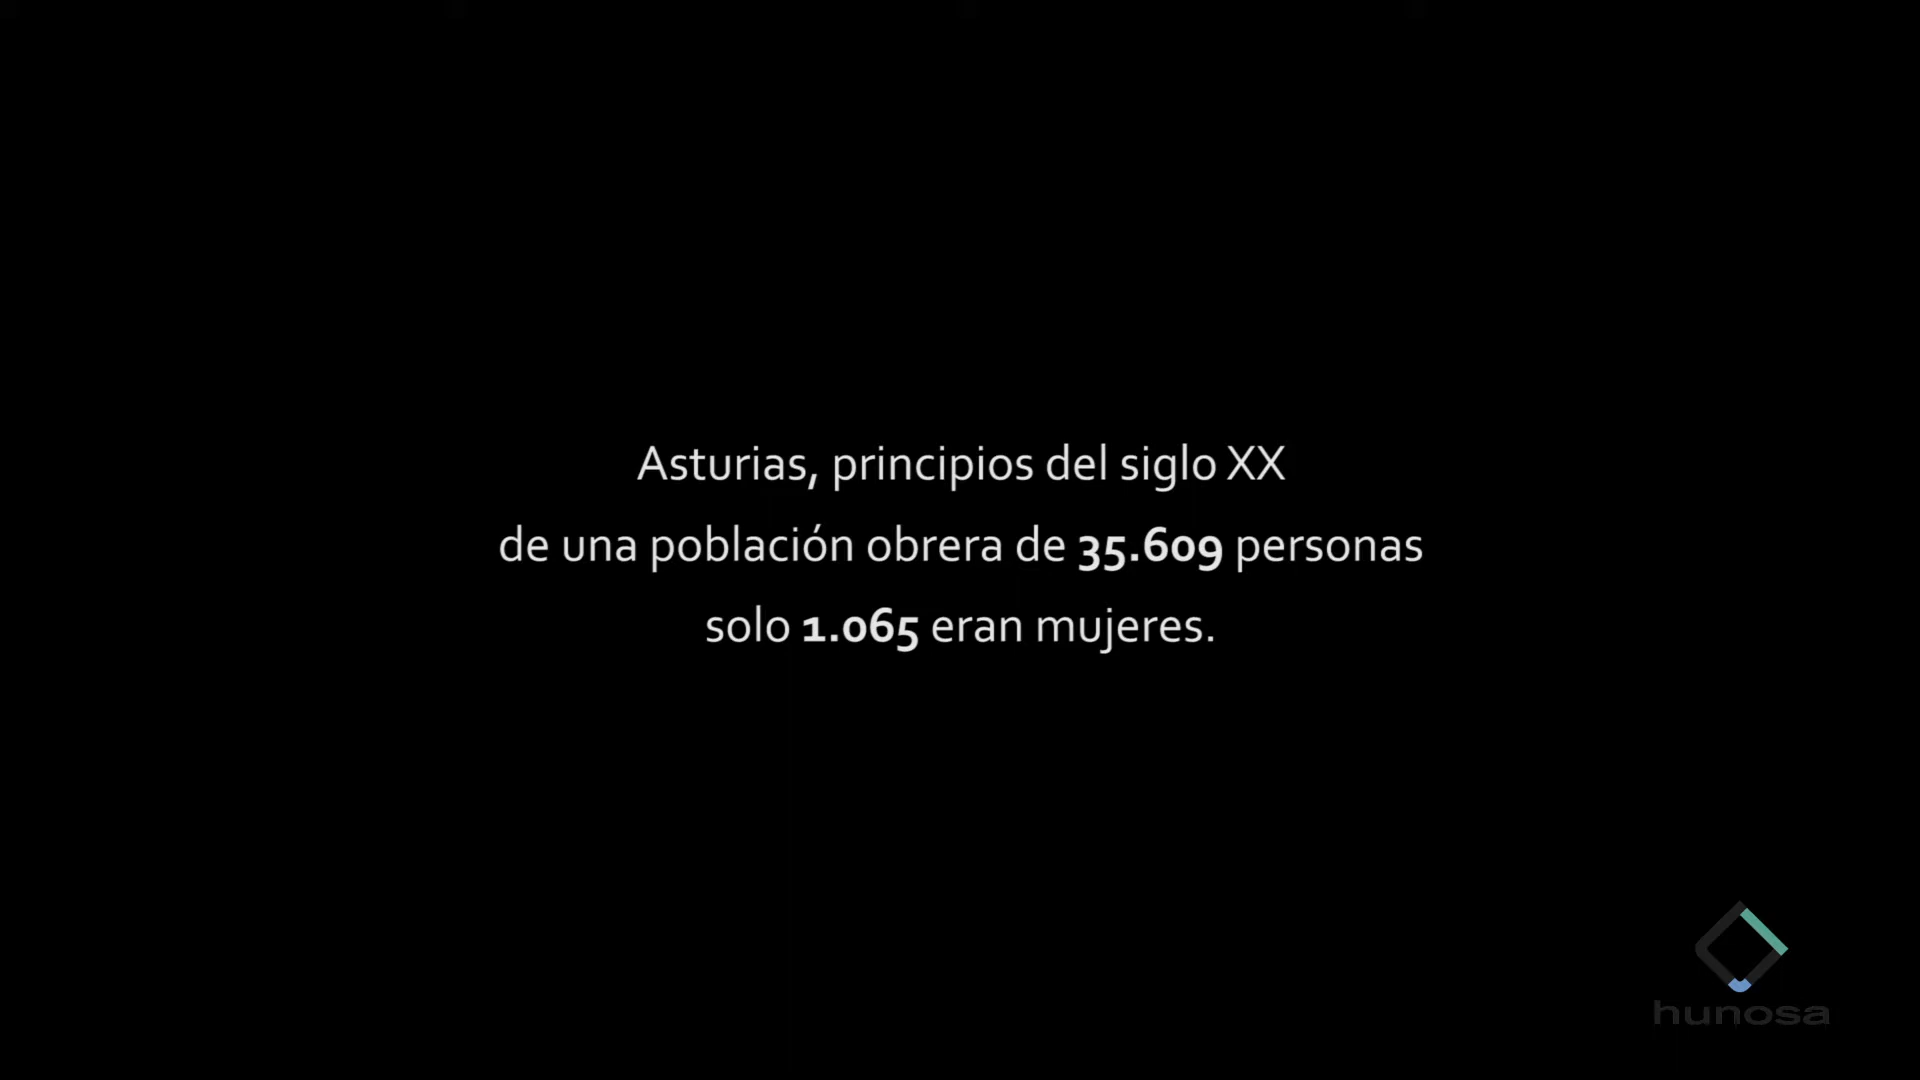 Asturias, principios del siglo XX
de una población obrera de 35.609 personas
solo 1.065 eran mujeres.
hunosa